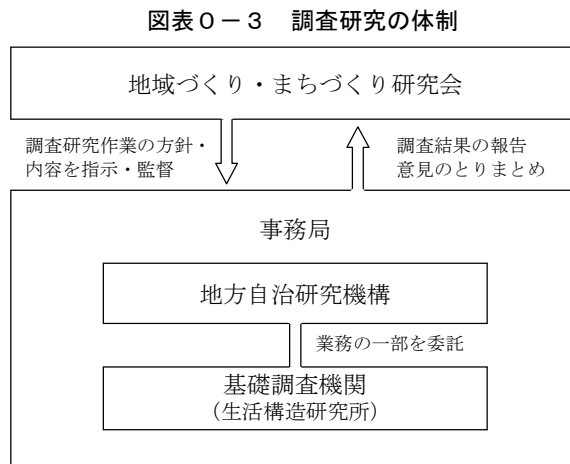 図表０－３　調査研究の体制
地域づくり・まちづくり研究会
調査研究作業の方針・
内容を指示・監督
調査結果の報告
意見のとりまとめ
事務局
地方自治研究機構
業務の一部を委託
基礎調査機関
（生活構造研究所）